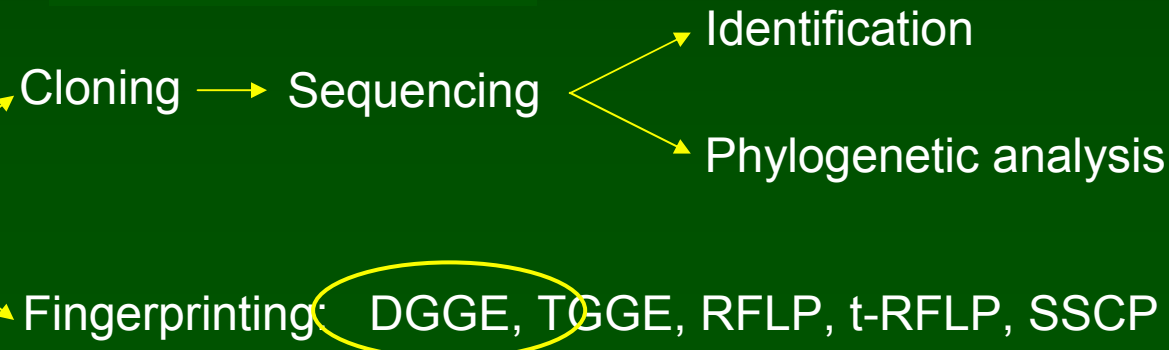 Identification
Cloning Sequencing
Phylogenetic analysis
Fingerprinting: DGGE, TGGE, RFLP, t-RFLP, SSCP